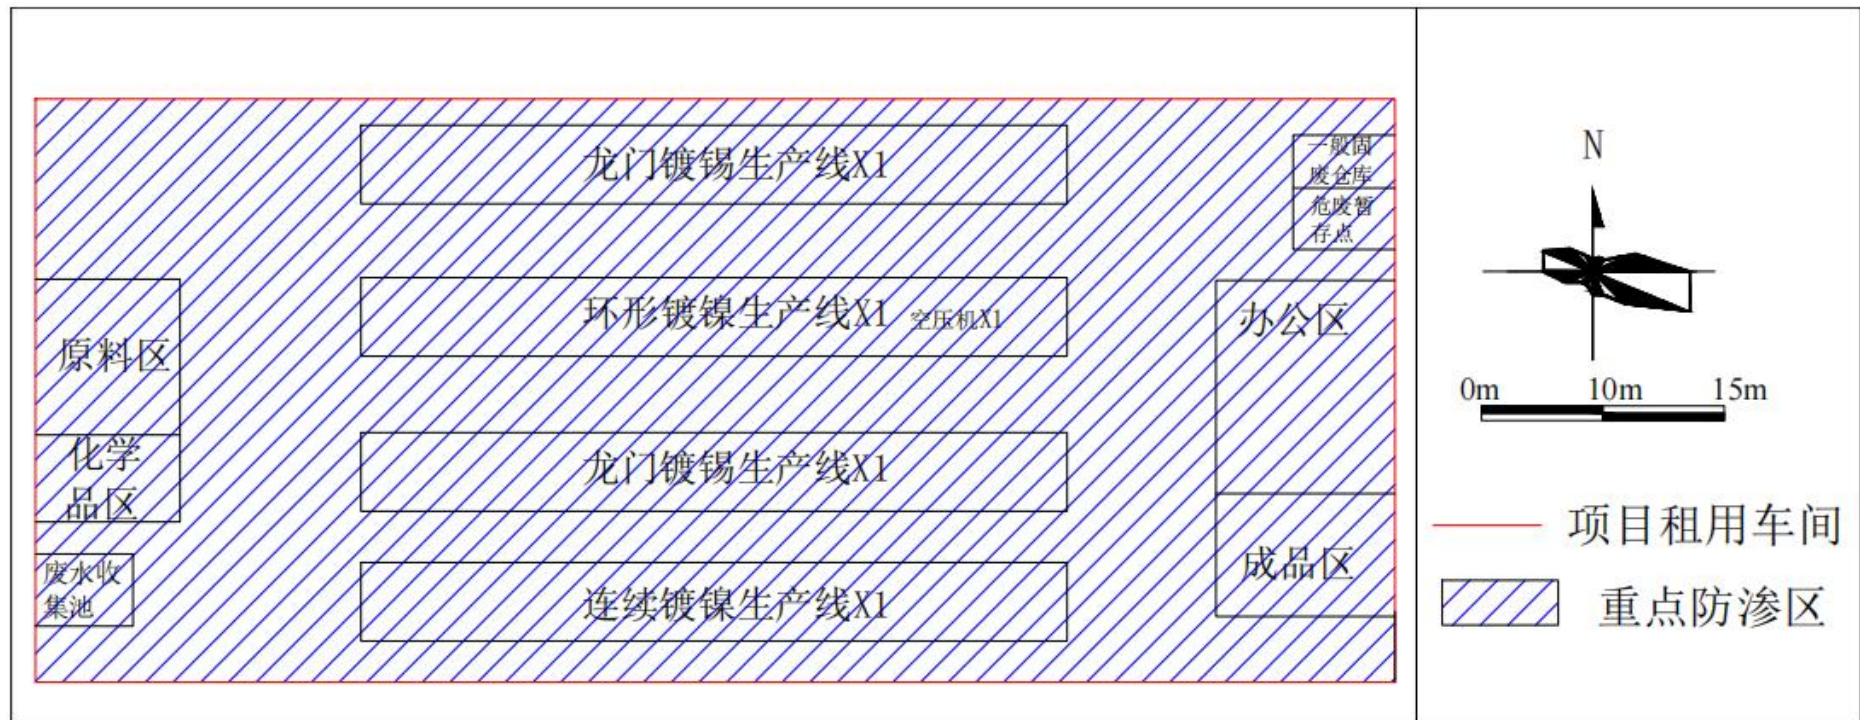 龙门镀锡生产线X1
一般固
废仓库
危废暂
存点
环形镀镍生产线X1 空压机X1
原料区
办公区
化学
品区
龙门镀锡生产线X1
废水收
集池
连续镀镍生产线X1
成品区
N
0m 10m 15m
项目租用车间
重点防渗区